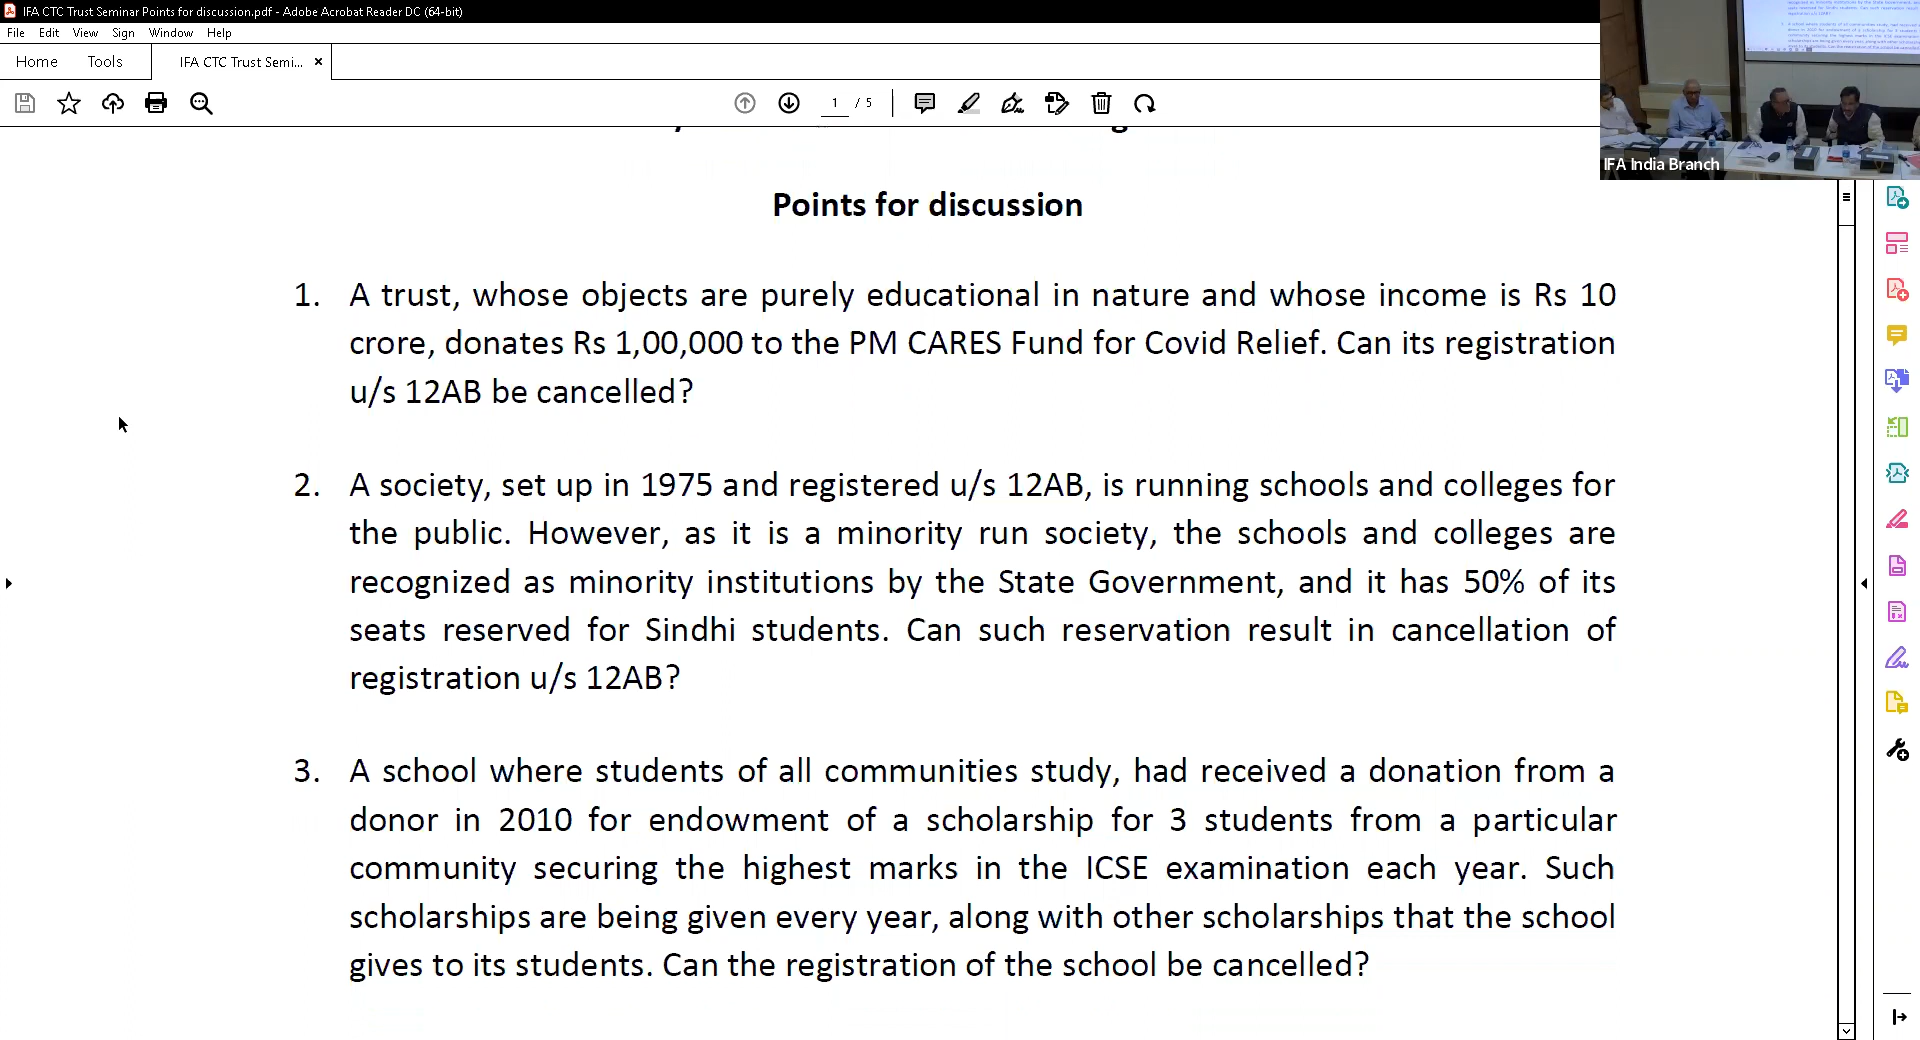 IFA CTC Trust Seminar Points for discussion.pdf - Adobe Acrobat Reader DC (64-bit)
File Edit View Sign Window Help
Home Tools IFA CTC Trust Semi... ×
1 / 5
IFA India Branch
Points for discussion
1. A trust, whose objects are purely educational in nature and whose income is Rs 10
crore, donates Rs 1,00,000 to the PM CARES Fund for Covid Relief. Can its registration
u/s 12AB be cancelled?
2. A society, set up in 1975 and registered u/s 12AB, is running schools and colleges for
the public. However, as it is a minority run society, the schools and colleges are
recognized as minority institutions by the State Government, and it has 50% of its
seats reserved for Sindhi students. Can such reservation result in cancellation of
registration u/s 12AB?
3. A school where students of all communities study, had received a donation from a
donor in 2010 for endowment of a scholarship for 3 students from a particular
community securing the highest marks in the ICSE examination each year. Such
scholarships are being given every year, along with other scholarships that the school
gives to its students. Can the registration of the school be cancelled?